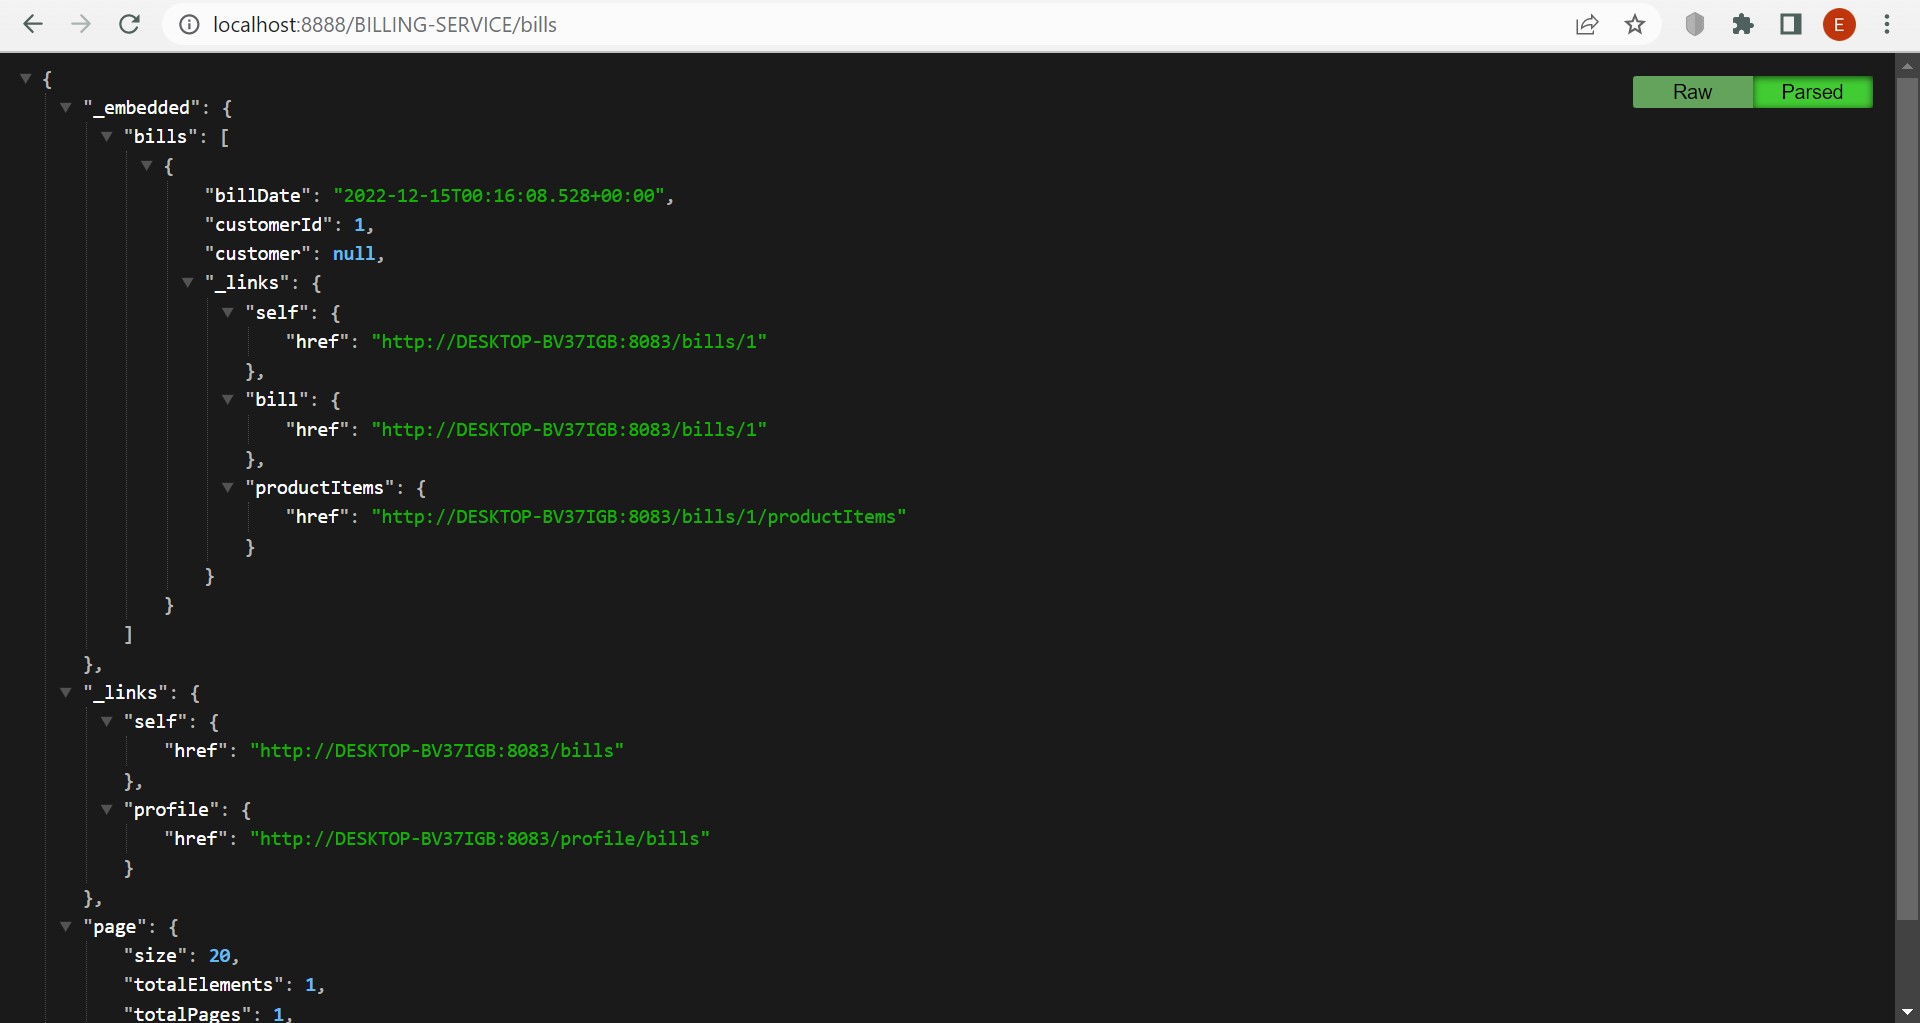 localhost:8888/BILLING-SERVICE/bills
E
Raw
Parsed
{
"_embedded": {
"bills": [
{
"billDate": "2022-12-15T00:16:08.528+00:00",
"customerId": 1,
"customer": null,
"_links": {
"self": {
"href": "http://DESKTOP-BV37IGB:8083/bills/1"
},
"bill": {
"href": "http://DESKTOP-BV37IGB:8083/bills/1"
},
"productItems": {
"href": "http://DESKTOP-BV37IGB:8083/bills/1/productItems"
}
}
}
]
},
"_links": {
"self": {
"href": "http://DESKTOP-BV37IGB:8083/bills"
},
"profile": {
"href": "http://DESKTOP-BV37IGB:8083/profile/bills"
}
},
"page": {
"size": 20,
"totalElements": 1,
"totalPages": 1,